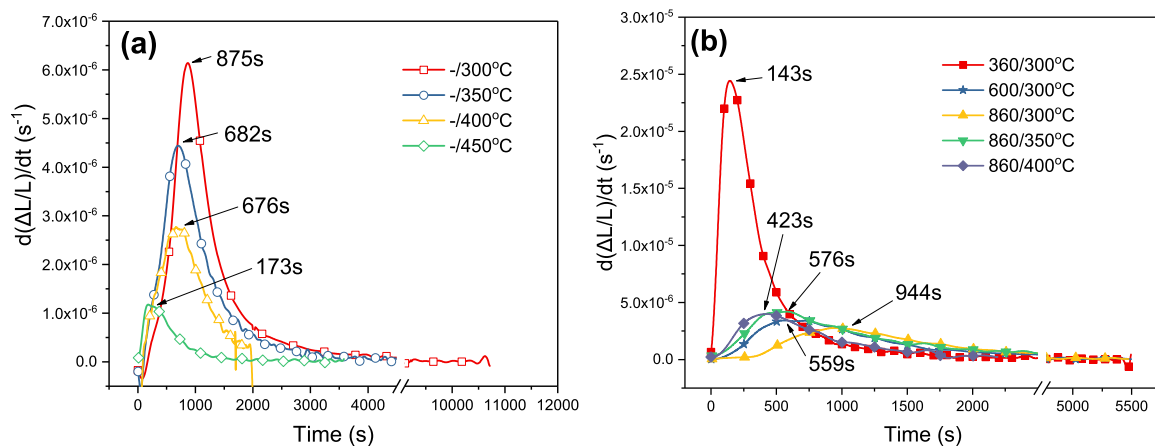 (a)
7.0x10⁻⁶
6.0x10⁻⁶
5.0x10⁻⁶
4.0x10⁻⁶
3.0x10⁻⁶
2.0x10⁻⁶
1.0x10⁻⁶
0.0
d(ΔL/L)/dt (s⁻¹)
875s
682s
676s
173s
-/300°C
-/350°C
-/400°C
-/450°C
0 1000 2000 3000 4000 10000 11000 12000
Time (s)
(b)
3.0x10⁻⁵
2.5x10⁻⁵
2.0x10⁻⁵
1.5x10⁻⁵
1.0x10⁻⁵
5.0x10⁻⁶
0.0
d(ΔL/L)/dt (s⁻¹)
143s
423s
576s
944s
559s
360/300°C
600/300°C
860/300°C
860/350°C
860/400°C
0 500 1000 1500 2000 5000 5500
Time (s)